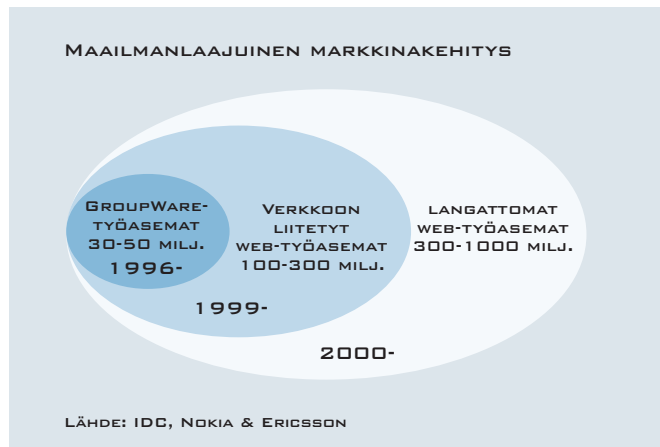 Maailmanlaajuinen markkinakehitys
GroupWare-
työasemat
30-50 milj.
1996-
Verkkoon
liitetyt
web-työasemat
100-300 milj.
1999-
langattomat
web-työasemat
300-1000 milj.
2000-
Lähde: IDC, Nokia & Ericsson